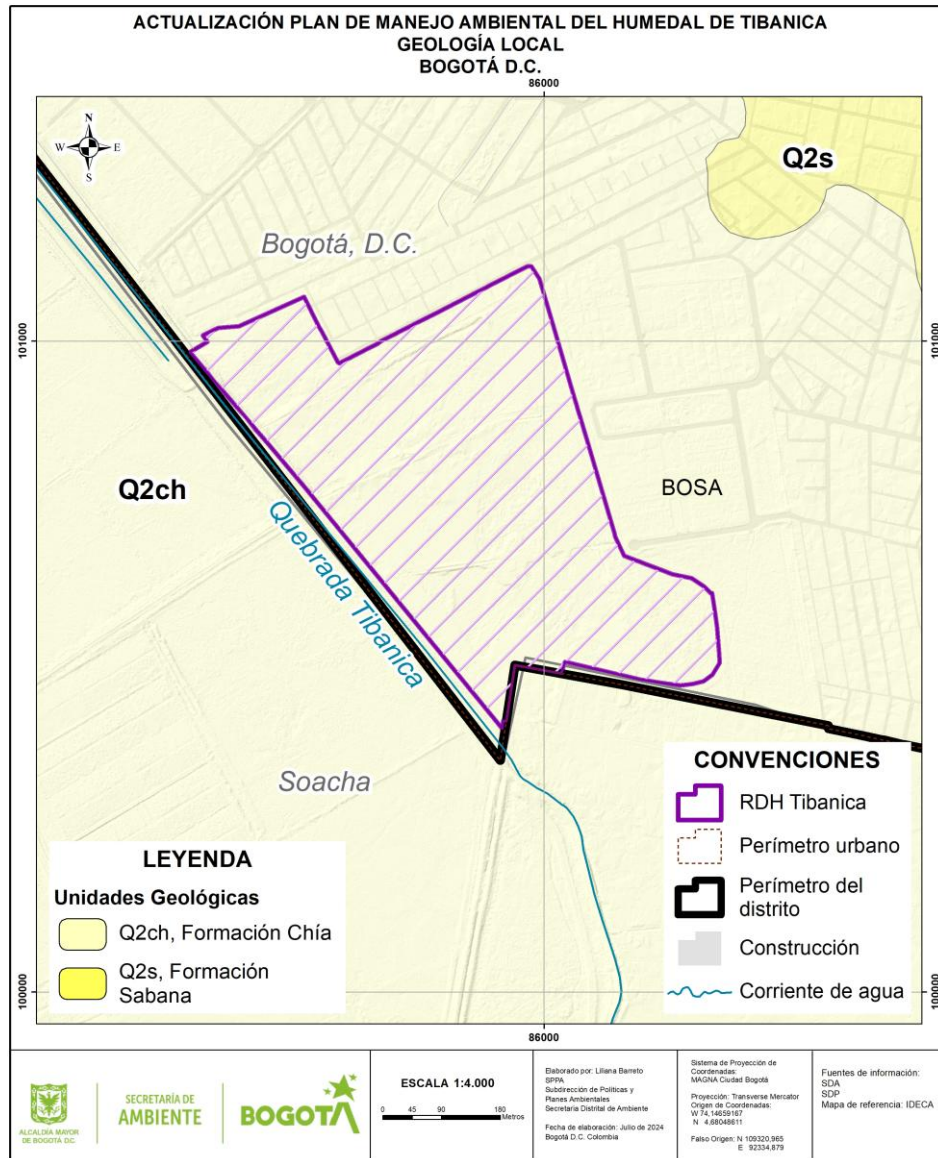 ACTUALIZACIÓN PLAN DE MANEJO AMBIENTAL DEL HUMEDAL DE TIBANICA
GEOLOGÍA LOCAL
BOGOTÁ D.C.
86000
N
W E
S
Q2s
Bogotá, D.C.
101000
101000
Q2ch
BOSA
Quebrada Tibanica
Soacha
LEYENDA
Unidades Geológicas
Q2ch, Formación Chía
Q2s, Formación
Sabana
CONVENCIONES
RDH Tibanica
Perímetro urbano
Perímetro del
distrito
Construcción
Corriente de agua
100000
100000
86000
ALCALDÍA MAYOR
DE BOGOTÁ D.C.
SECRETARÍA DE
AMBIENTE
BOGOTÁ
ESCALA 1:4.000
0 45 90 180
Metros
Elaborado por: Liliana Barreto
SPPA
Subdirección de Políticas y
Planes Ambientales
Secretaria Distrital de Ambiente
Fecha de elaboración: Julio de 2024
Bogotá D.C. Colombia
Sistema de Proyección de
Coordenadas:
MAGNA Ciudad Bogotá
Proyección: Transverse Mercator
Origen de Coordenadas:
W 74,14659167
N 4,68048611
Falso Origen: N 109320,965
E 92334,879
Fuentes de información:
SDA
SDP
Mapa de referencia: IDECA